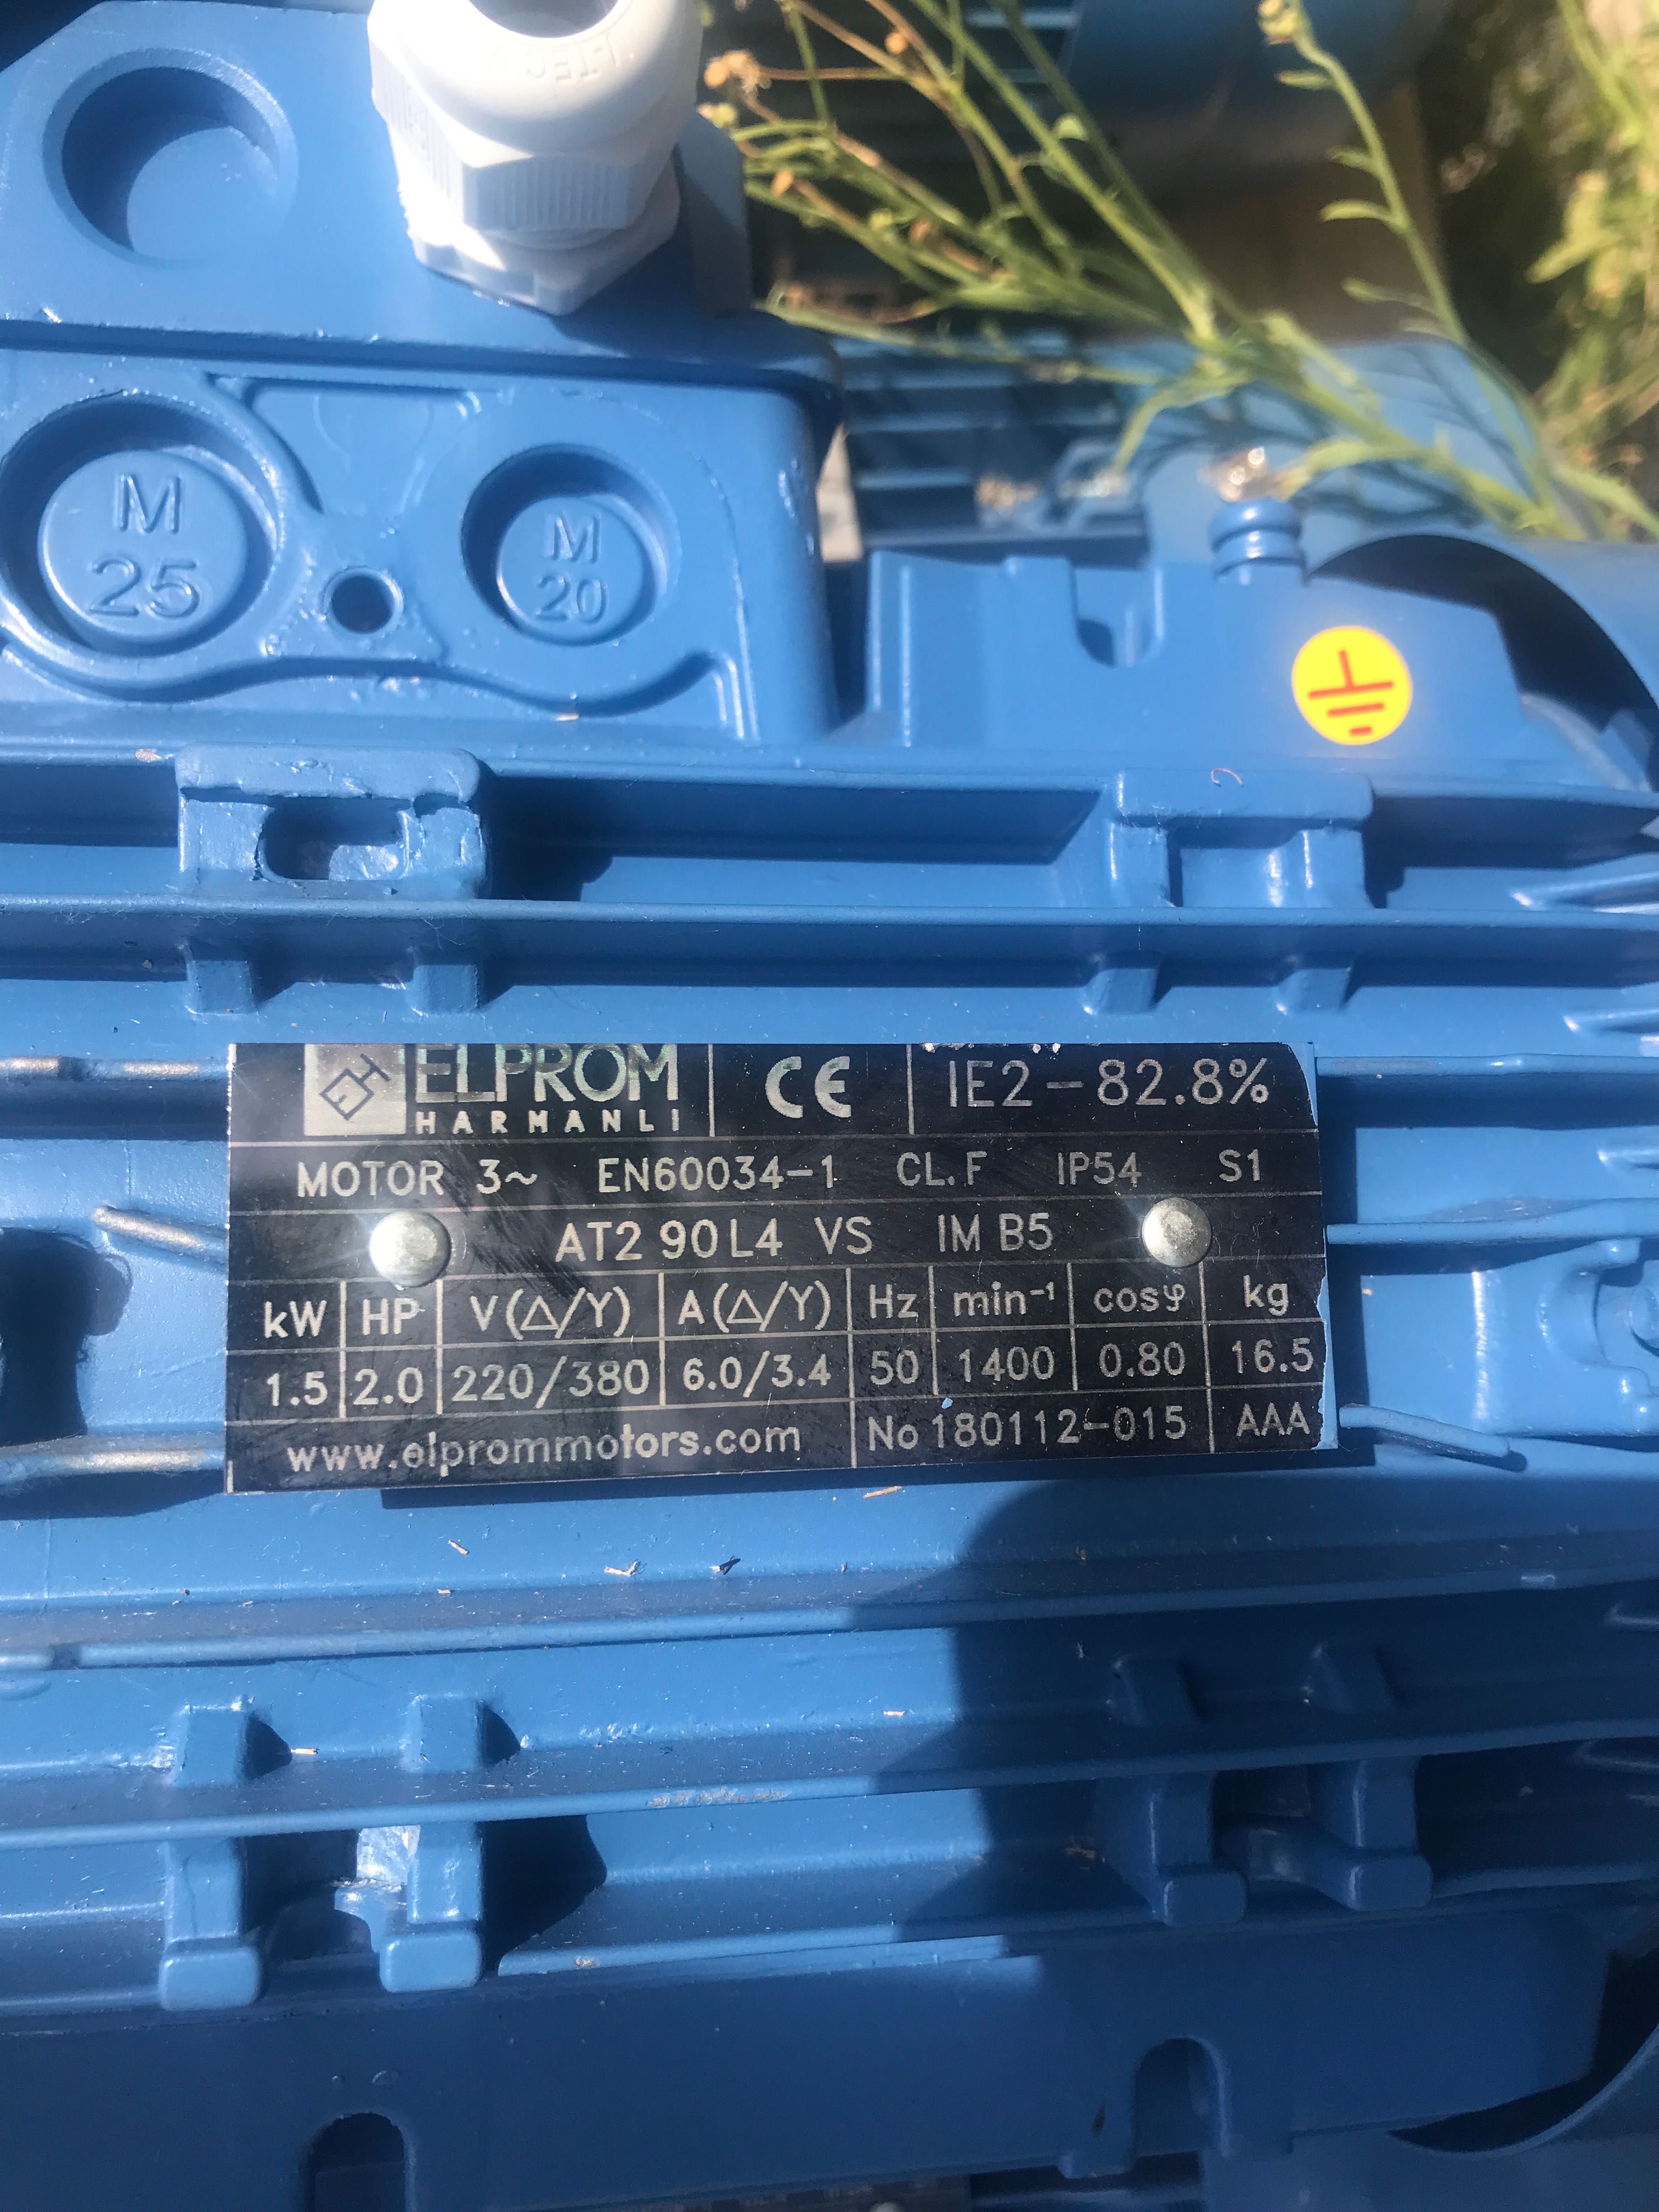 M
25
M
20
EH ELPROM
HARMANLI
CE
IE2-82.8%
MOTOR 3~ EN60034-1 CL.F IP54 S1
AT2 90L4 VS IM B5
kW HP V(△/Y) A(△/Y) Hz min⁻¹ cosφ kg
1.5 2.0 220/380 6.0/3.4 50 1400 0.80 16.5
www.elprommotors.com No 180112-015 AAA